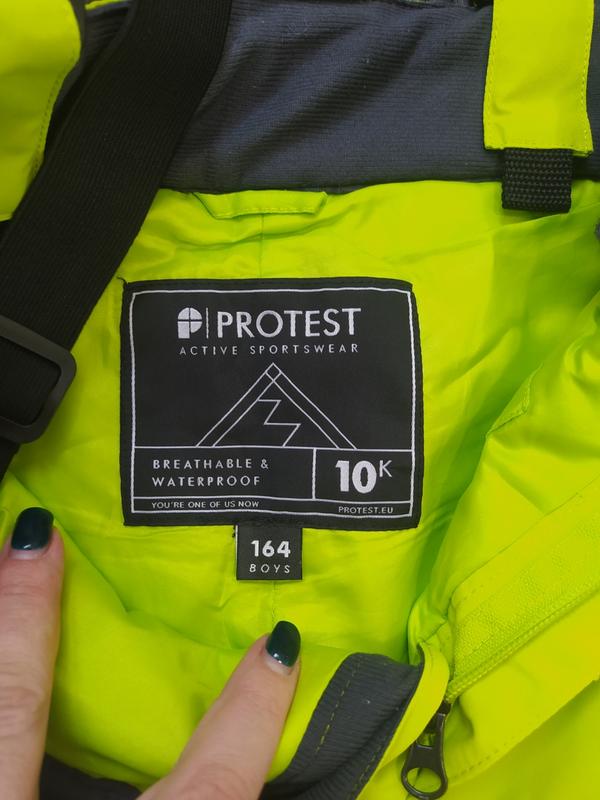 PROTEST
ACTIVE SPORTSWEAR
BREATHABLE &
WATERPROOF
10K
YOU'RE ONE OF US NOW
PROTEST.EU
164
BOYS